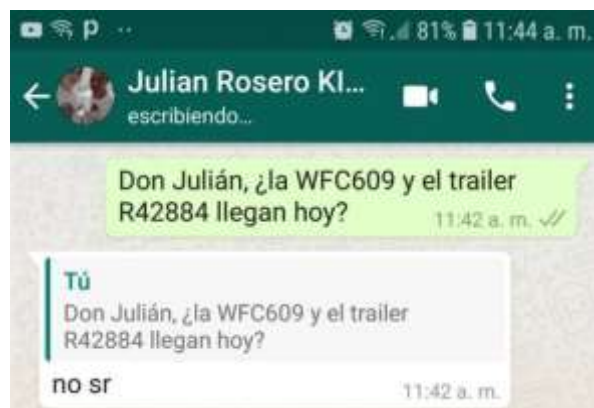 81% 11:44 a. m.
Julian Rosero Kl...
escribiendo...
Don Julián, ¿la WFC609 y el trailer
R42884 llegan hoy?
11:42 a. m.
Tú
Don Julián, ¿la WFC609 y el trailer
R42884 llegan hoy?
no sr
11:42 a. m.